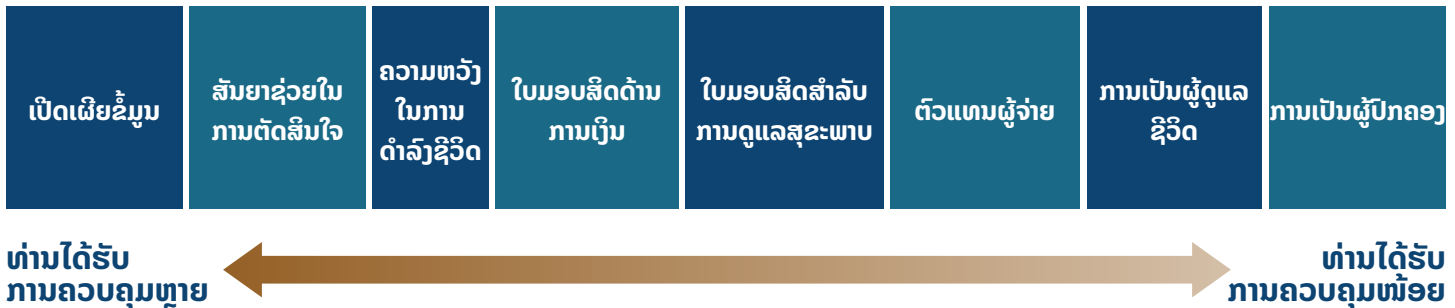 ເປີດເຜີຍຂໍ້ມູນ
ສັນຍາຊ່ວຍໃນ
ການຕັດສິນໃຈ
ຄວາມຫວັງ
ໃນການ
ດໍາລົງຊີວິດ
ໃບມອບສິດດ້ານ
ການເງິນ
ໃບມອບສິດສໍາລັບ
ການດູແລສຸຂະພາບ
ຕົວແທນຜູ້ຈ່າຍ
ການເປັນຜູ້ດູແລ
ຊີວິດ
ການເປັນຜູ້ປົກຄອງ
ທ່ານໄດ້ຮັບ
ການຄວບຄຸມຫຼາຍ
ທ່ານໄດ້ຮັບ
ການຄວບຄຸມໜ້ອຍ